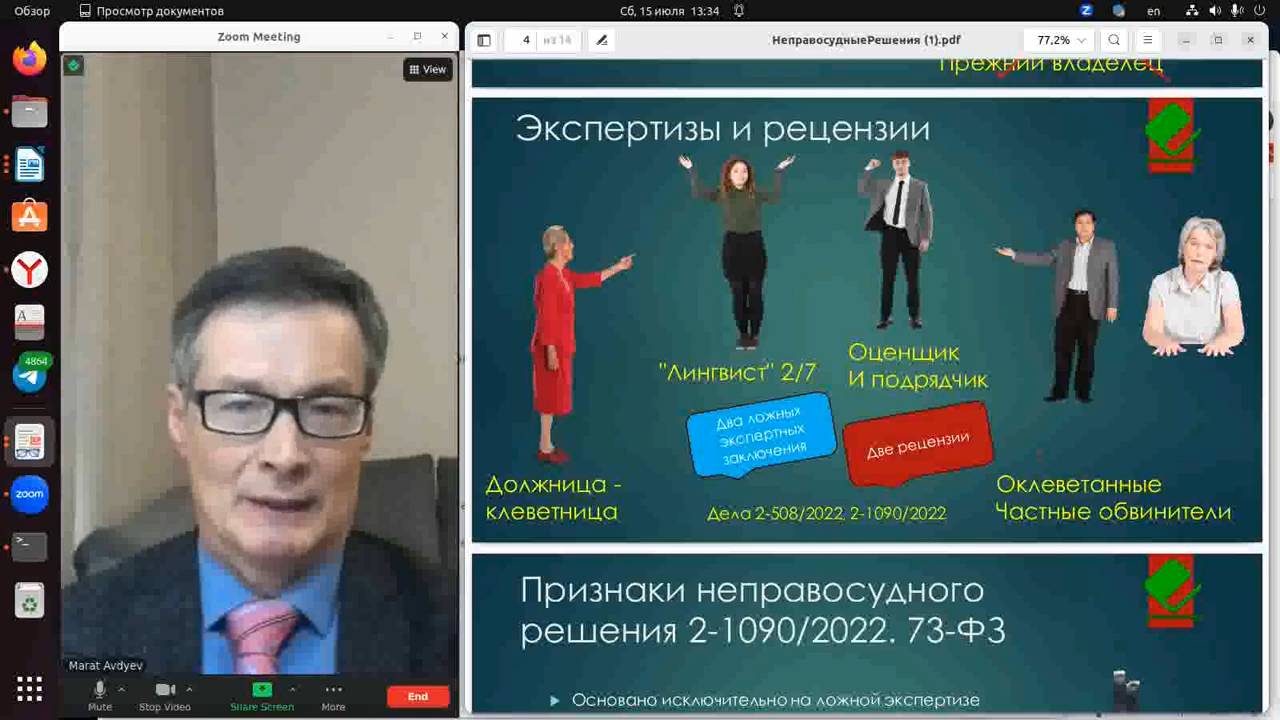 Обзор
Просмотр документов
Сб, 15 июля 13:34
en
Zoom Meeting
View
4864
zoom
Marat Avdyev
Mute
Stop Video
Share Screen
More
End
4
из 14
НеправосудныеРешения (1).pdf
77,2%
Прежний владелец
Экспертизы и рецензии
"Лингвист" 2/7
Оценщик
И подрядчик
Два ложных
экспертных
заключения
Две рецензии
Должница -
клеветница
Дела 2-508/2022, 2-1090/2022
Оклеветанные
Частные обвинители
Признаки неправосудного
решения 2-1090/2022. 73-ФЗ
Основано исключительно на ложной экспертизе